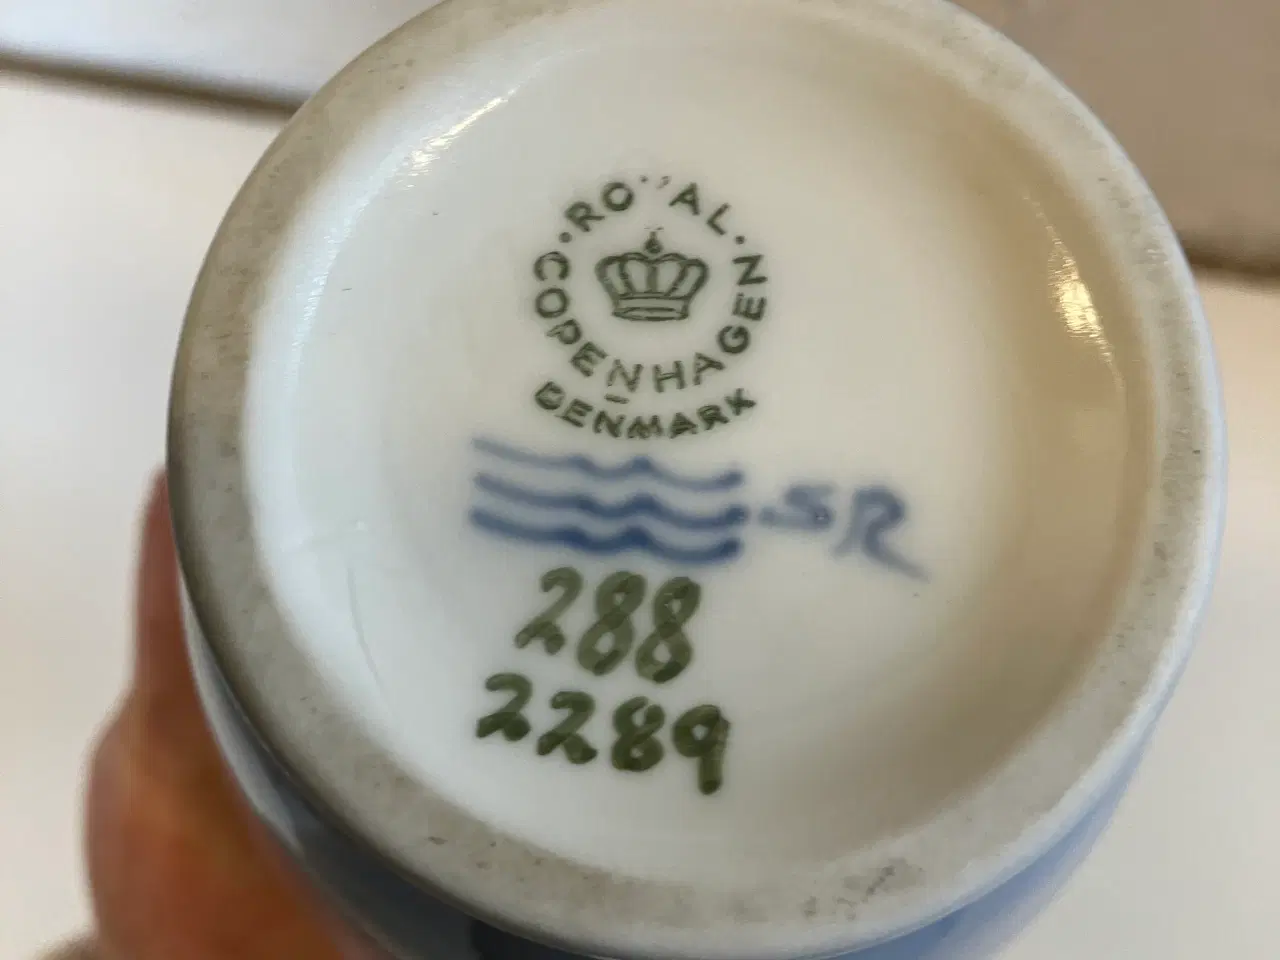 ROYAL
COPENHAGEN
DENMARK
SR
288
2289